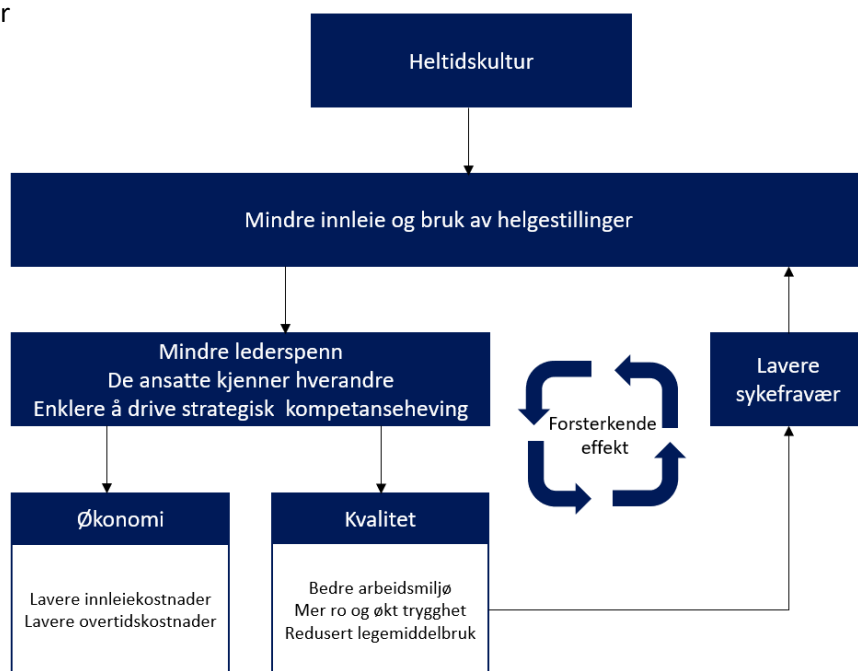 r
Heltidskultur
Mindre innleie og bruk av helgestillinger
Mindre lederspenn
De ansatte kjenner hverandre
Enklere å drive strategisk kompetanseheving
Forsterkende
effekt
Lavere
sykefravær
Økonomi
Lavere innleiekostnader
Lavere overtidskostnader
Kvalitet
Bedre arbeidsmiljø
Mer ro og økt trygghet
Redusert legemiddelbruk